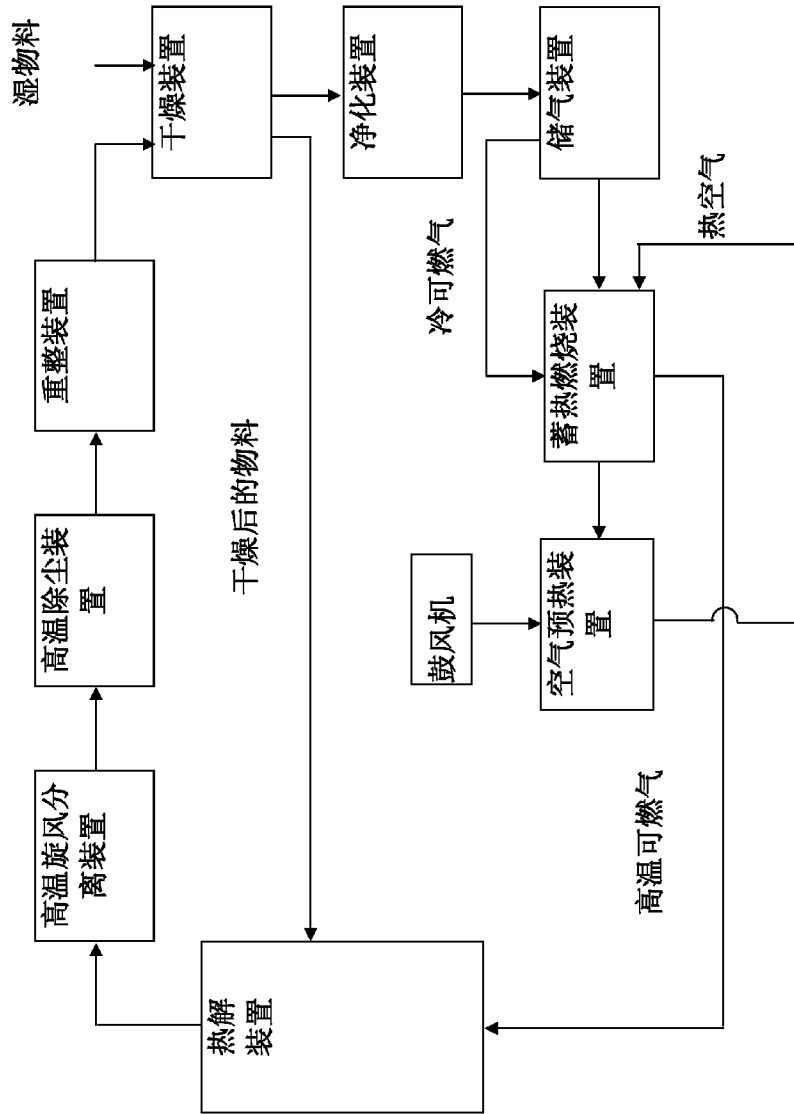 湿物料
高温旋风分
离装置
高温除尘装
置
重整装置
干燥装置
热解
装置
干燥后的物料
净化装置
鼓风机
冷可燃气
储气装置
空气预热装
置
蓄热燃烧装
置
高温可燃气
热空气